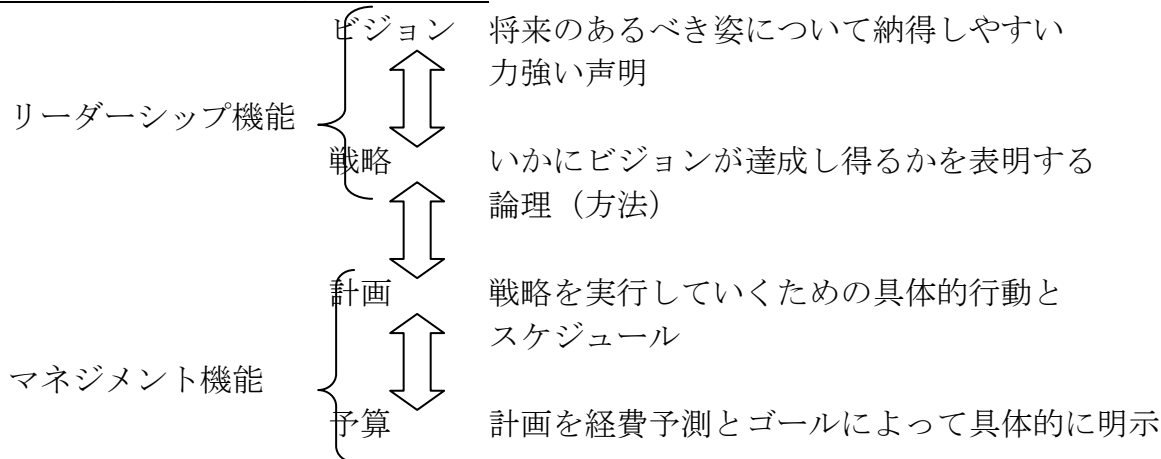 ビジョン 将来のあるべき姿について納得しやすい
力強い声明
リーダーシップ機能
戦略 いかにビジョンが達成し得るかを表明する
論理（方法）
計画 戦略を実行していくための具体的行動と
スケジュール
マネジメント機能
予算 計画を経費予測とゴールによって具体的に明示